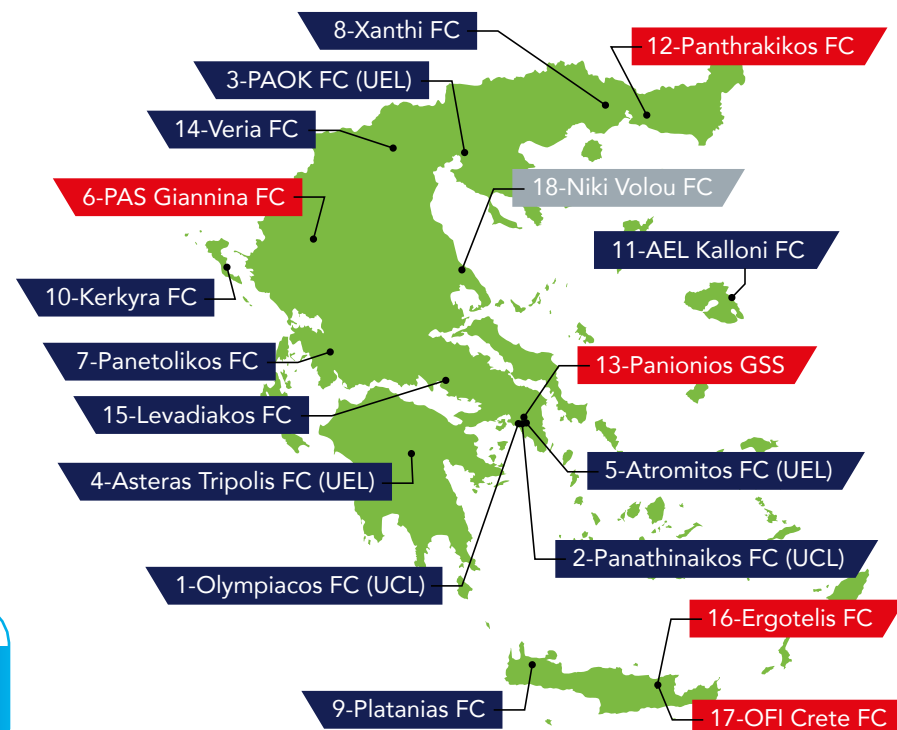 8-Xanthi FC
12-Panthrakikos FC
3-PAOK FC (UEL)
14-Veria FC
6-PAS Giannina FC
18-Niki Volou FC
11-AEL Kalloni FC
10-Kerkyra FC
7-Panetolikos FC
13-Panionios GSS
15-Levadiakos FC
4-Asteras Tripolis FC (UEL)
5-Atromitos FC (UEL)
2-Panathinaikos FC (UCL)
1-Olympiacos FC (UCL)
16-Ergotelis FC
9-Platanias FC
17-OFI Crete FC